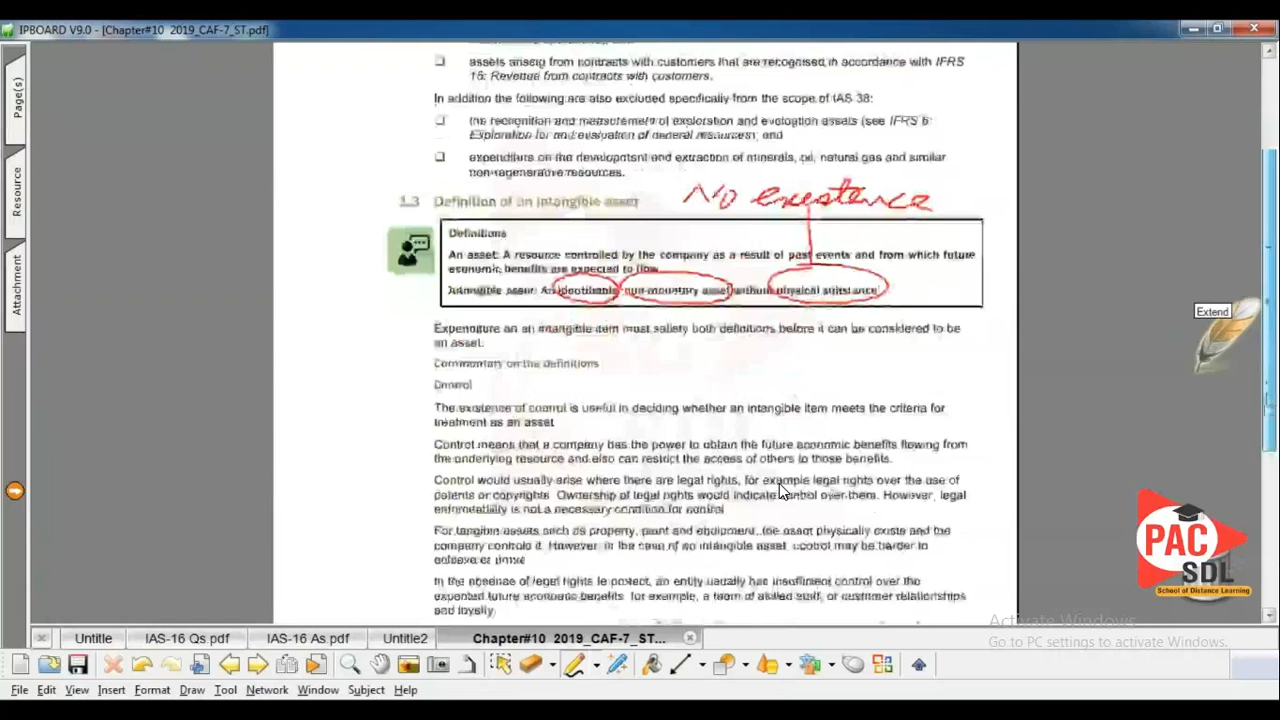 IPBOARD V9.0 - [Chapter#10 2019_CAF-7_ST.pdf]
Page(s)
Resource
Attachment
assets arising from contracts with customers that are recognised in accordance with IFRS
15: Revenue from contracts with customers.
In addition the following are also excluded specifically from the scope of IAS 38:
the recognition and measurement of exploration and evaluation assets (see IFRS 6:
Exploration for and evaluation of mineral resources; and
expenditure on the development and extraction of minerals, oil, natural gas and similar
non-regenerative resources.
No existence
1.3 Definition of an intangible asset
Definitions
An asset: A resource controlled by the company as a result of past events and from which future
economic benefits are expected to flow
Intangible asset: An identifiable non-monetary asset without physical substance
Expenditure on an intangible item must satisfy both definitions before it can be considered to be
an asset.
Commentary on the definitions
Control
The existence of control is useful in deciding whether an intangible item meets the criteria for
treatment as an asset
Control means that a company has the power to obtain the future economic benefits flowing from
the underlying resource and also can restrict the access of others to those benefits.
Control would usually arise where there are legal rights, for example legal rights over the use of
patents or copyrights. Ownership of legal rights would indicate control over them. However, legal
enforceability is not a necessary condition for control
For tangible assets such as property, plant and equipment, the asset physically exists and the
company controls it. However, in the case of an intangible asset, control may be harder to
achieve or prove
In the absence of legal rights to protect, an entity usually has insufficient control over the
expected future economic benefits for example, a team of skilled staff, or customer relationships
and loyalty
Extend
PAC
SDL
School of Distance Learning
Activate Windows
Go to PC settings to activate Windows.
Untitle
IAS-16 Qs.pdf
IAS-16 As.pdf
Untitle2
Chapter#10 2019_CAF-7_ST...
File Edit View Insert Format Draw Tool Network Window Subject Help